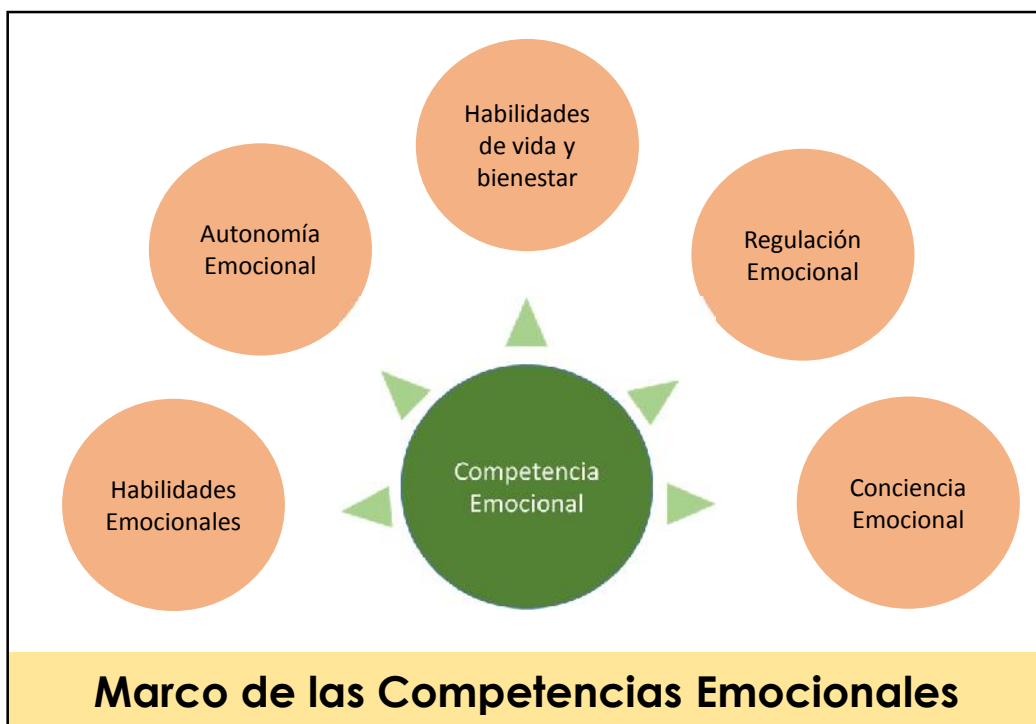 Habilidades
de vida y
bienestar
Autonomía
Emocional
Regulación
Emocional
Habilidades
Emocionales
Competencia
Emocional
Conciencia
Emocional
Marco de las Competencias Emocionales